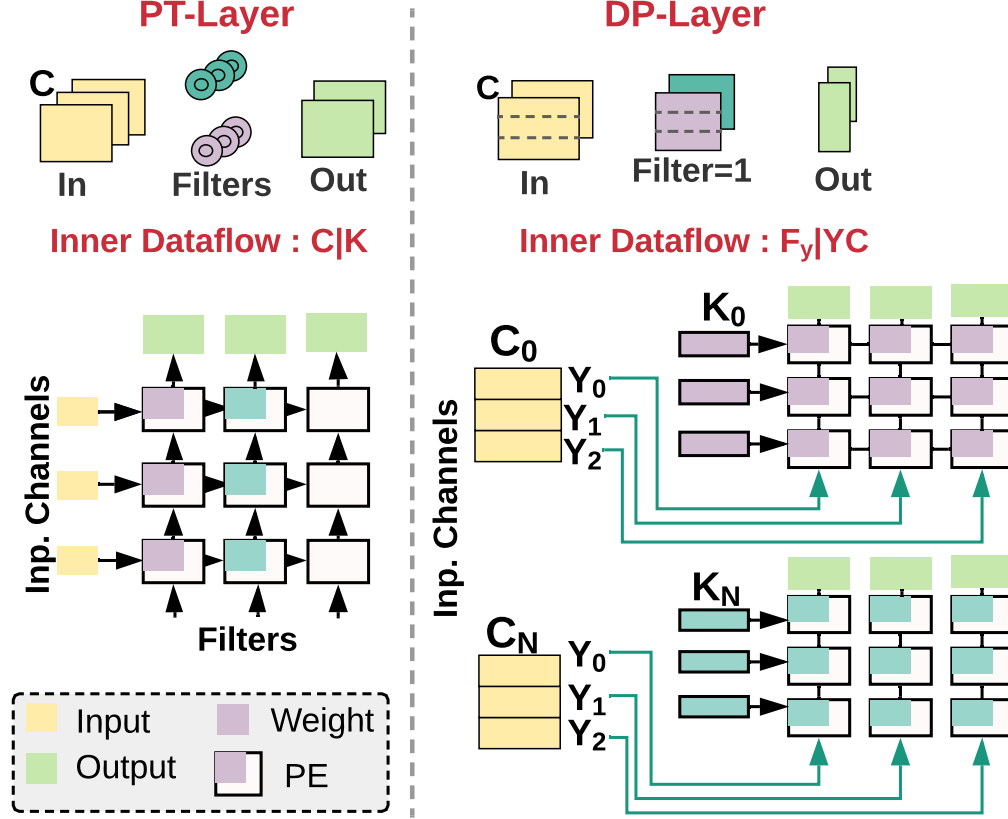 PT-Layer
C
In
Filters
Out
Inner Dataflow : C|K
Inp. Channels
Filters
Input
Weight
Output
PE
DP-Layer
C
In
Filter=1
Out
Inner Dataflow : Fy|YC
Inp. Channels
C0
Y0
Y1
Y2
K0
CN
Y0
Y1
Y2
KN